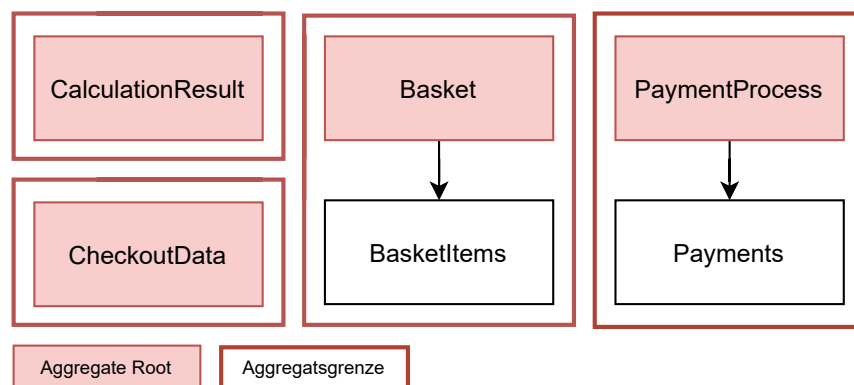 CalculationResult
Basket
PaymentProcess
CheckoutData
BasketItems
Payments
Aggregate Root
Aggregatsgrenze